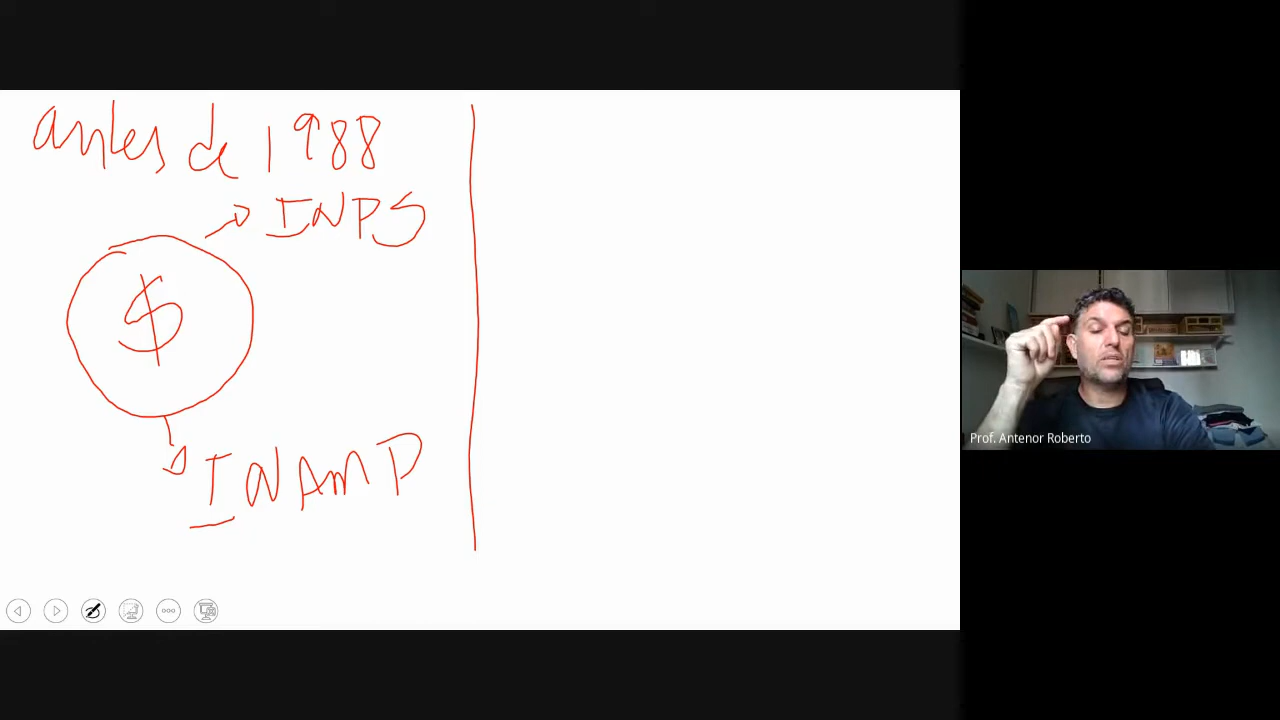 antes de 1988
INPS
$
INAMP
Prof. Antenor Roberto